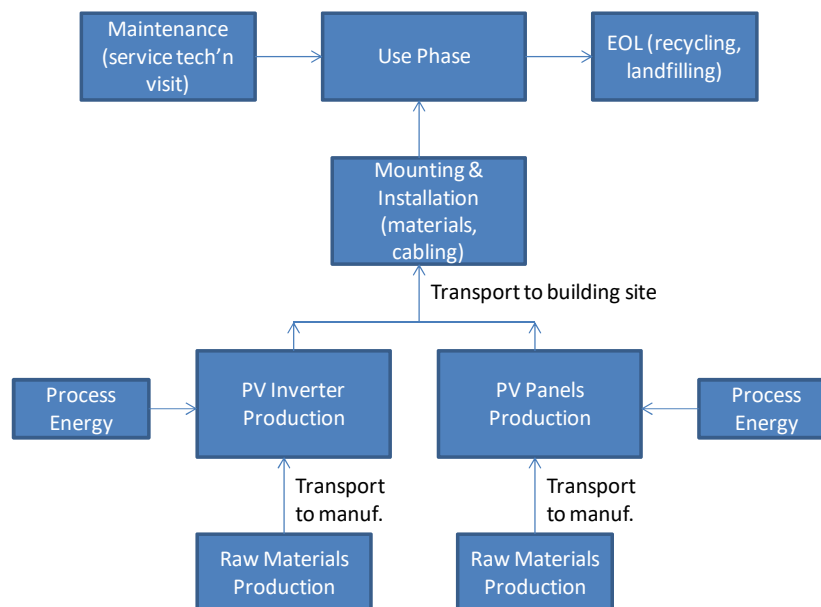 Maintenance
(service tech’n
visit)
Use Phase
EOL (recycling,
landfilling)
Mounting &
Installation
(materials,
cabling)
Transport to building site
Process
Energy
PV Inverter
Production
PV Panels
Production
Process
Energy
Transport
to manuf.
Transport
to manuf.
Raw Materials
Production
Raw Materials
Production